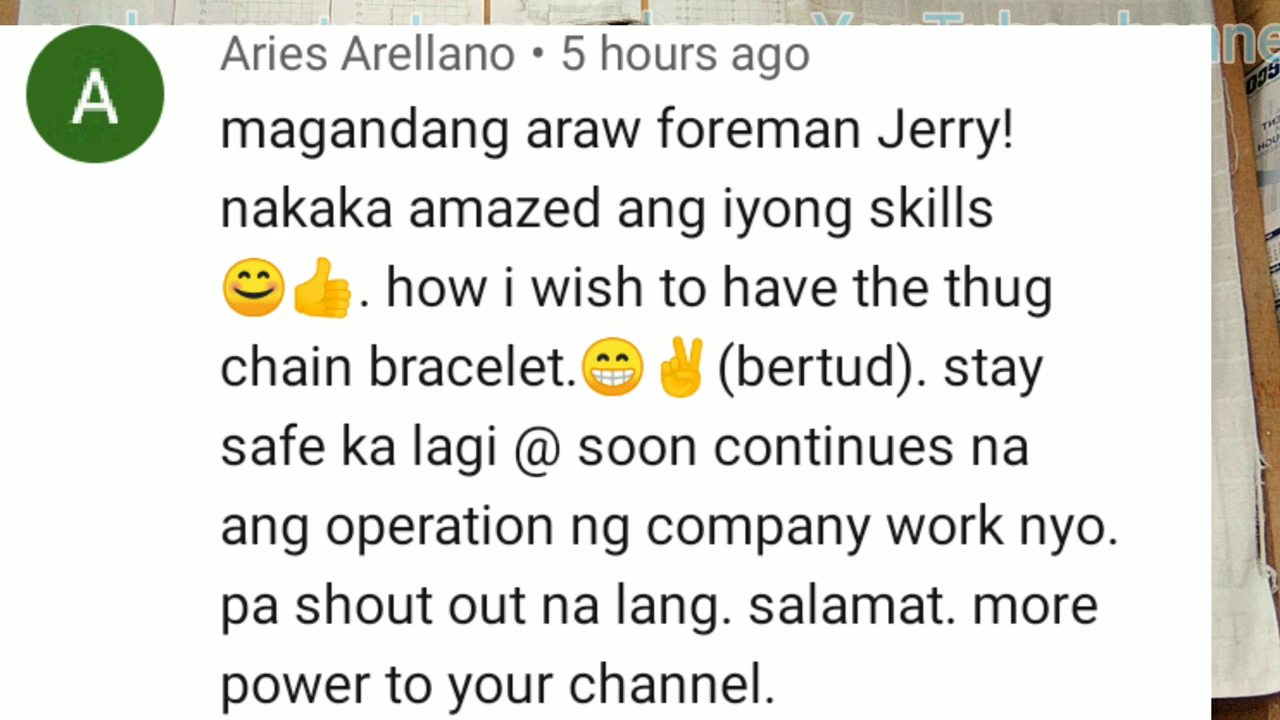 YouTube channe
A
Aries Arellano • 5 hours ago
magandang araw foreman Jerry!
nakaka amazed ang iyong skills
😊👍. how i wish to have the thug
chain bracelet.😁✌️(bertud). stay
safe ka lagi @ soon continues na
ang operation ng company work nyo.
pa shout out na lang. salamat. more
power to your channel.